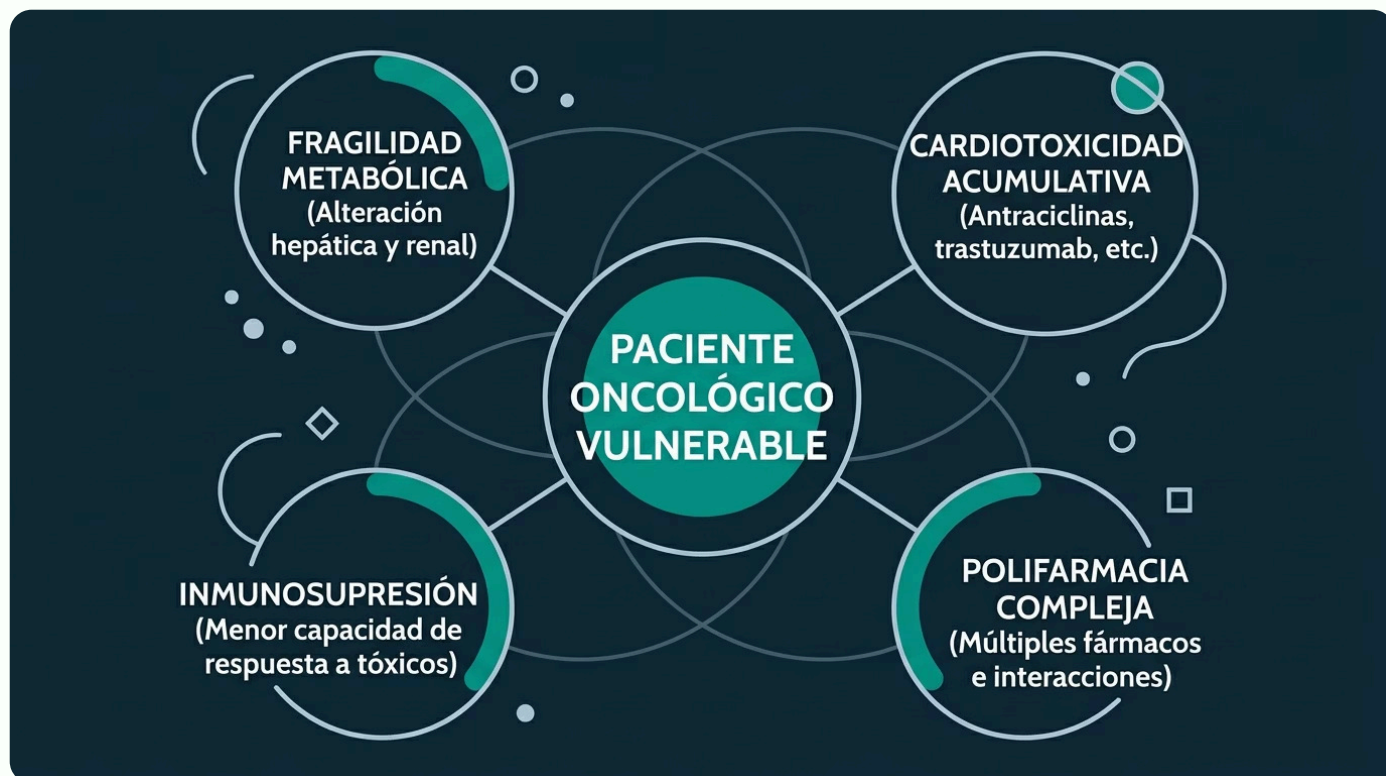 FRAGILIDAD
METABÓLICA
(Alteración
hepática y renal)
CARDIOTOXICIDAD
ACUMULATIVA
(Antraciclinas,
trastuzumab, etc.)
PACIENTE
ONCOLÓGICO
VULNERABLE
INMUNOSUPRESIÓN
(Menor capacidad de
respuesta a tóxicos)
POLIFARMACIA
COMPLEJA
(Múltiples fármacos
e interacciones)